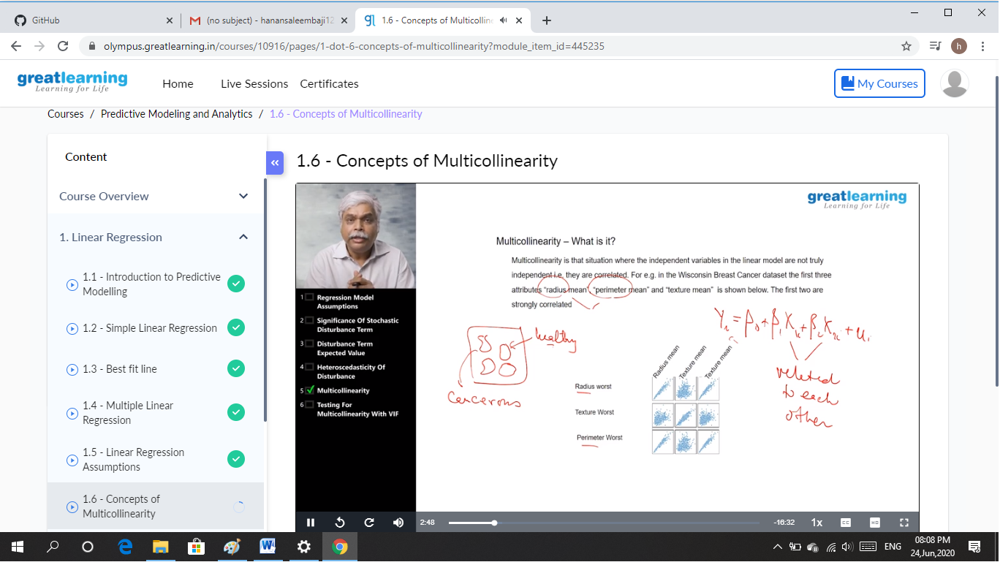 GitHub
(no subject) - hanansaleembaji12
1.6 - Concepts of Multicolline
olympus.greatlearning.in/courses/10916/pages/1-dot-6-concepts-of-multicollinearity?module_item_id=445235
h
greatlearning
Learning for Life
Home
Live Sessions
Certificates
My Courses
Courses / Predictive Modeling and Analytics / 1.6 - Concepts of Multicollinearity
Content
Course Overview
1. Linear Regression
1.1 - Introduction to Predictive
Modelling
1.2 - Simple Linear Regression
1.3 - Best fit line
1.4 - Multiple Linear
Regression
1.5 - Linear Regression
Assumptions
1.6 - Concepts of
Multicollinearity
1.6 - Concepts of Multicollinearity
1 Regression Model
Assumptions
2 Significance Of Stochastic
Disturbance Term
3 Disturbance Term
Expected Value
4 Heteroscedasticity Of
Disturbance
5 Multicollinearity
6 Testing For
Multicollinearity With VIF
greatlearning
Learning for Life
Multicollinearity – What is it?
Multicollinearity is that situation where the independent variables in the linear model are not truly
independent i.e. they are correlated. For e.g. in the Wisconsin Breast Cancer dataset the first three
attributes "radius mean", "perimeter mean" and "texture mean" is shown below. The first two are
strongly correlated
healthy
Cancerous
related
to each
other
Radius mean
Texture mean
Texture mean
Radius worst
Texture Worst
Perimeter Worst
2:48
-16:32
1x
CC
HD
ENG
08:08 PM
24,Jun,2020